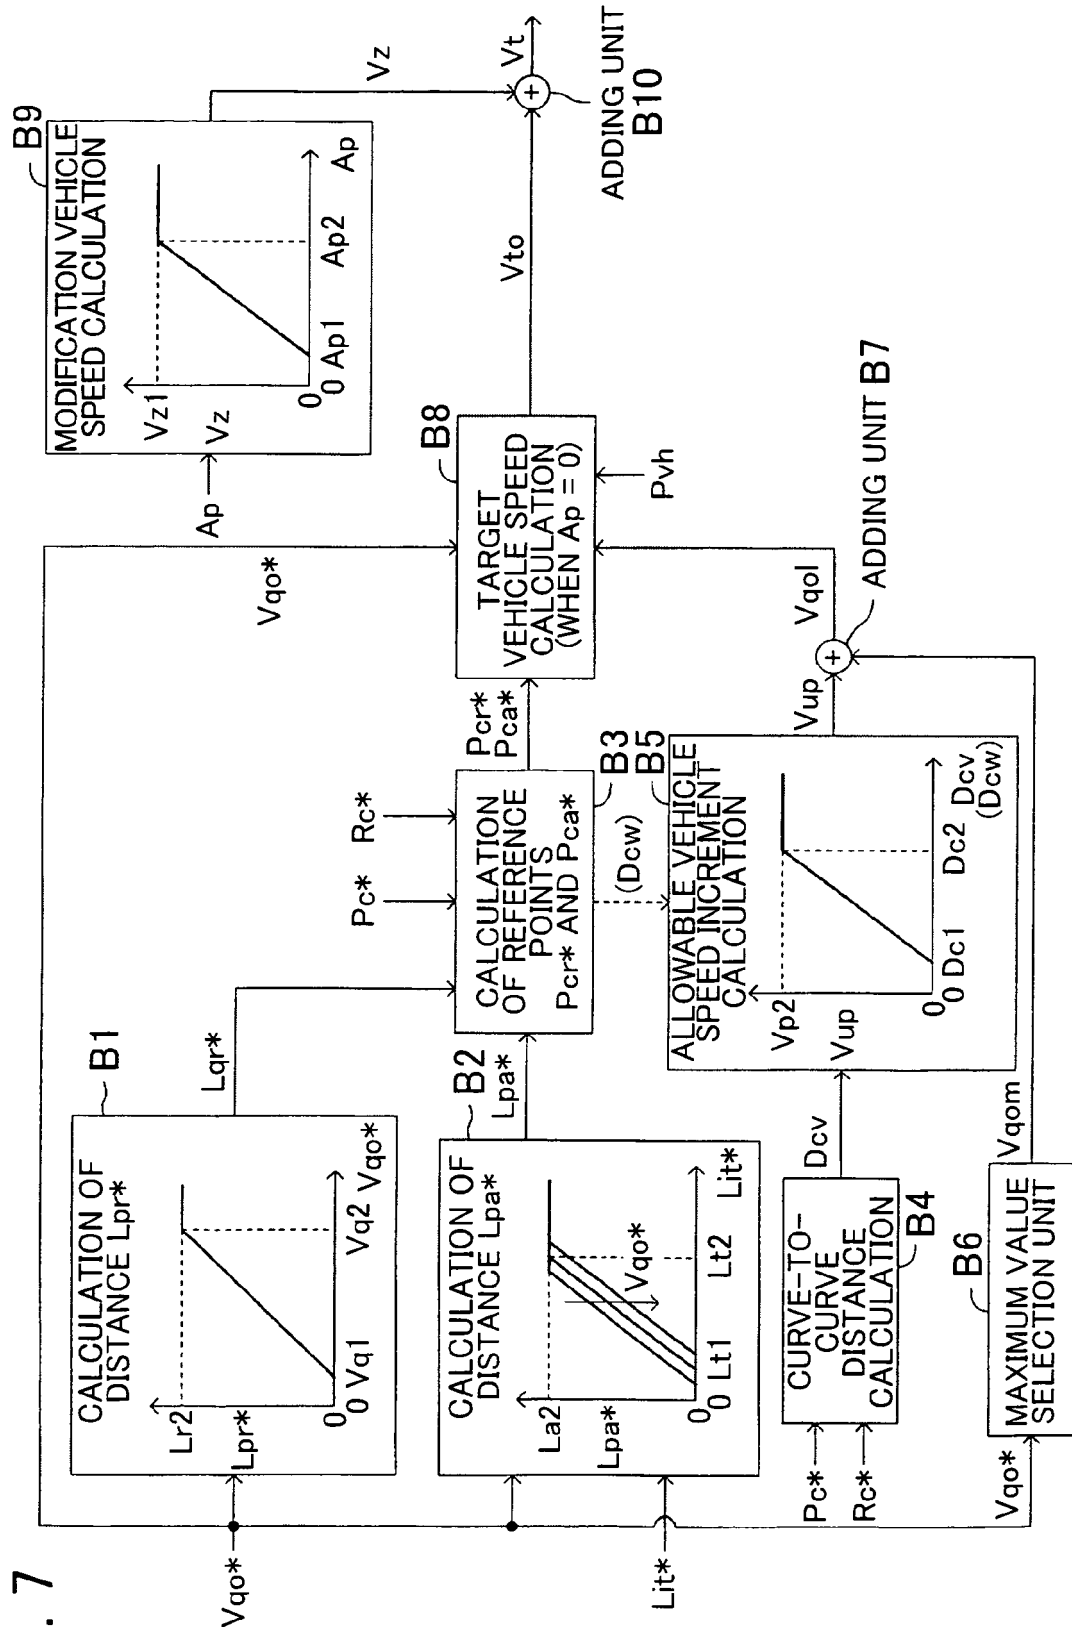 . 7
Vqo*
Lit*
CALCULATION OF
DISTANCE Lpr*
Lr2
Lpr*
0
0 Vq1
Vq2 Vqo*
B1
Lqr*
CALCULATION OF
DISTANCE Lpa*
La2
Lpa*
Vqo*
0
0 Lt1
Lt2
Lit*
B2
Lpa*
Pc*
Rc*
CURVE-TO-
CURVE
DISTANCE
CALCULATION
B4
Dcv
Vqo*
MAXIMUM VALUE
SELECTION UNIT
B6
Vqom
Pc*
Rc*
CALCULATION
OF REFERENCE
POINTS
Pcr* AND Pca*
B3
Pcr*
Pca*
(Dcw)
ALLOWABLE VEHICLE
SPEED INCREMENT
CALCULATION
B5
Vp2
Vup
0
0 Dc1
Dc2
Dcv
(Dcw)
Vup
ADDING UNIT B7
Vqol
Vqo*
TARGET
VEHICLE SPEED
CALCULATION
(WHEN Ap = 0)
B8
Pvh
Vto
Ap
MODIFICATION VEHICLE
SPEED CALCULATION
B9
Vz1
Vz
0
0 Ap1
Ap2
Ap
Vz
Vt
ADDING UNIT
B10